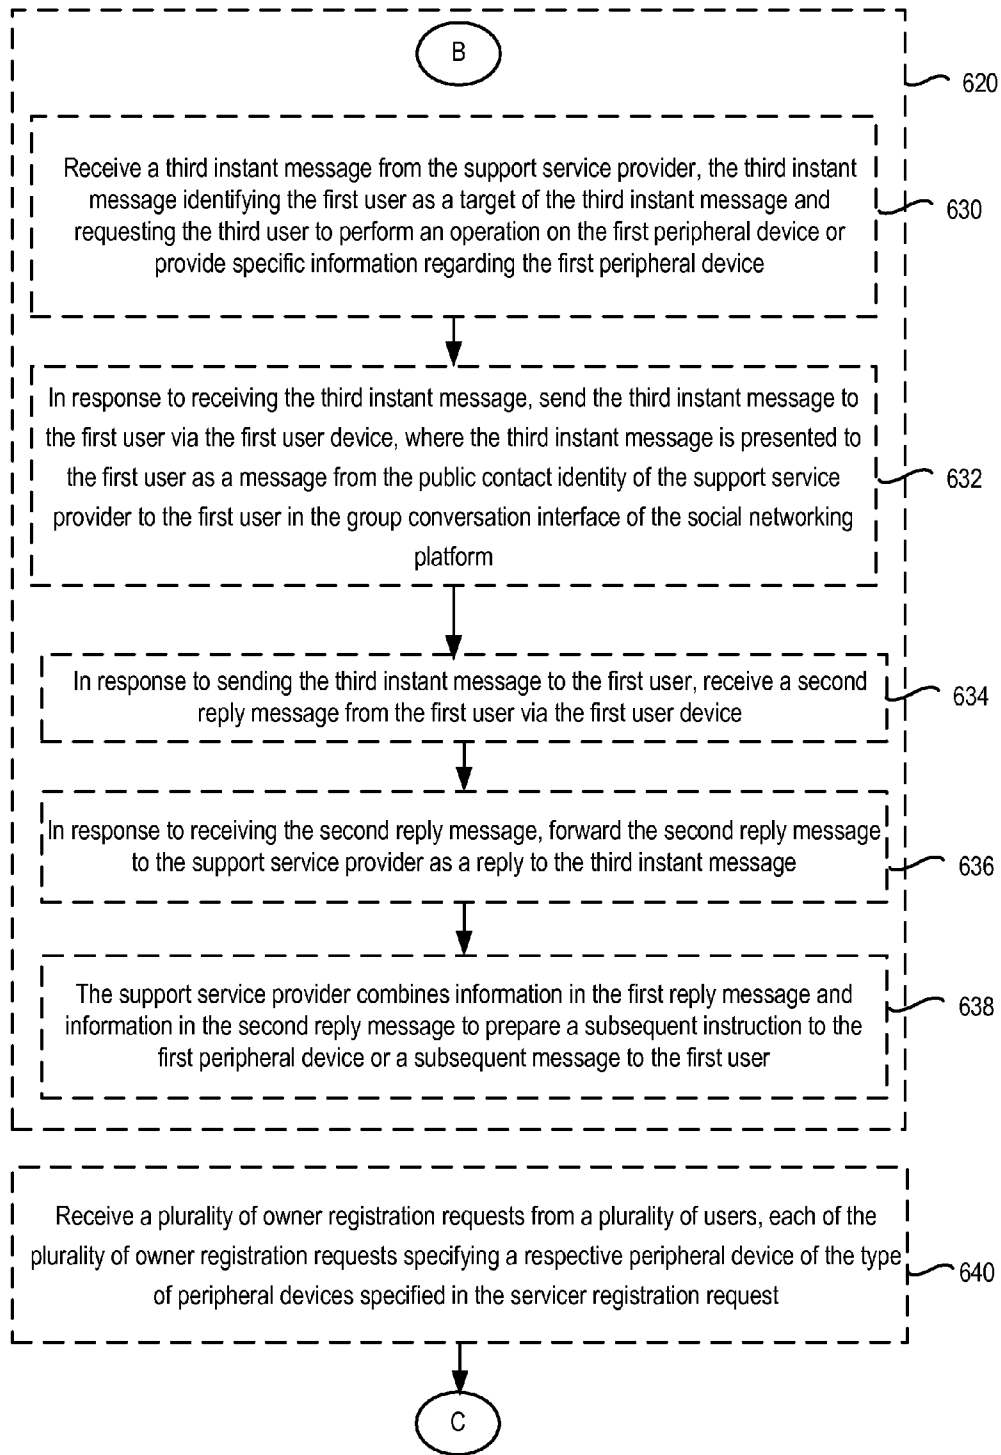 B
620
Receive a third instant message from the support service provider, the third instant
message identifying the first user as a target of the third instant message and
requesting the third user to perform an operation on the first peripheral device or
provide specific information regarding the first peripheral device
630
In response to receiving the third instant message, send the third instant message to
the first user via the first user device, where the third instant message is presented to
the first user as a message from the public contact identity of the support service
provider to the first user in the group conversation interface of the social networking
platform
632
In response to sending the third instant message to the first user, receive a second
reply message from the first user via the first user device
634
In response to receiving the second reply message, forward the second reply message
to the support service provider as a reply to the third instant message
636
The support service provider combines information in the first reply message and
information in the second reply message to prepare a subsequent instruction to the
first peripheral device or a subsequent message to the first user
638
Receive a plurality of owner registration requests from a plurality of users, each of the
plurality of owner registration requests specifying a respective peripheral device of the type
of peripheral devices specified in the servicer registration request
640
C